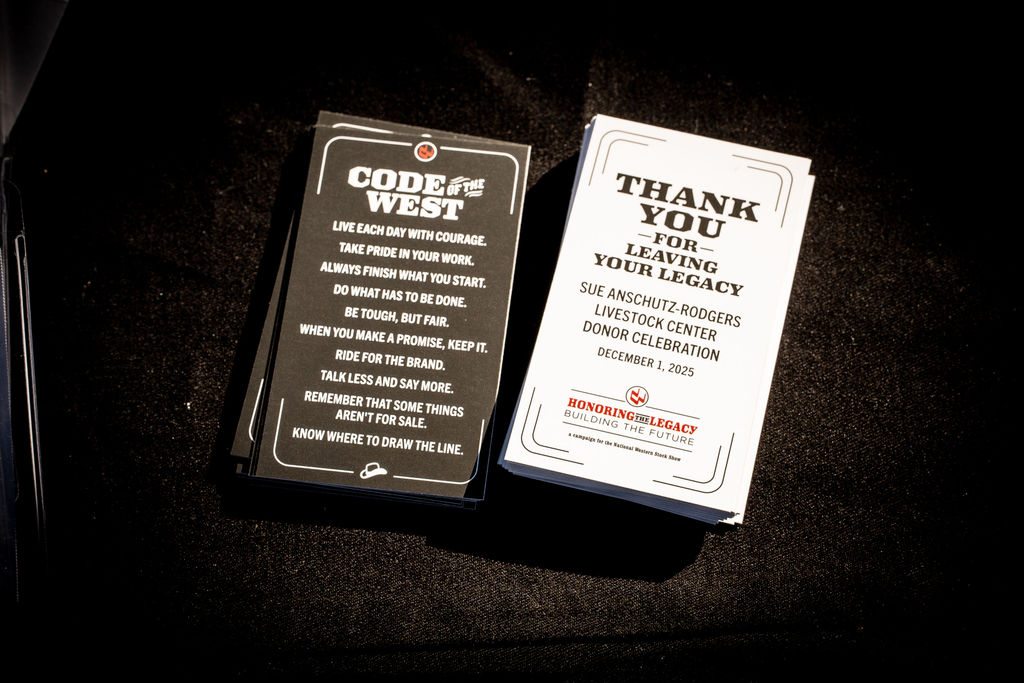 CODE OF THE
WEST
LIVE EACH DAY WITH COURAGE.
TAKE PRIDE IN YOUR WORK.
ALWAYS FINISH WHAT YOU START.
DO WHAT HAS TO BE DONE.
BE TOUGH, BUT FAIR.
WHEN YOU MAKE A PROMISE, KEEP IT.
RIDE FOR THE BRAND.
TALK LESS AND SAY MORE.
REMEMBER THAT SOME THINGS
AREN'T FOR SALE.
KNOW WHERE TO DRAW THE LINE.
THANK
YOU
–FOR–
LEAVING
YOUR LEGACY
SUE ANSCHUTZ-RODGERS
LIVESTOCK CENTER
DONOR CELEBRATION
DECEMBER 1, 2025
HONORING THE LEGACY
BUILDING THE FUTURE
a campaign for the National Western Stock Show